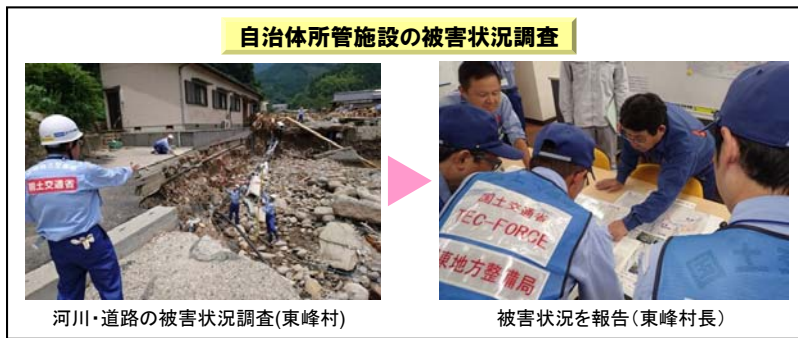 自治体所管施設の被害状況調査
国土交通省
国土交通省
TEC-FORCE
東地方整備局
河川・道路の被害状況調査(東峰村)
被害状況を報告(東峰村長)